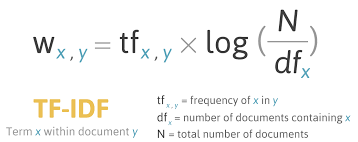 w x , y = tf x , y × log ( N / df x )
TF-IDF
Term x within document y
tf x , y = frequency of x in y
df x = number of documents containing x
N = total number of documents